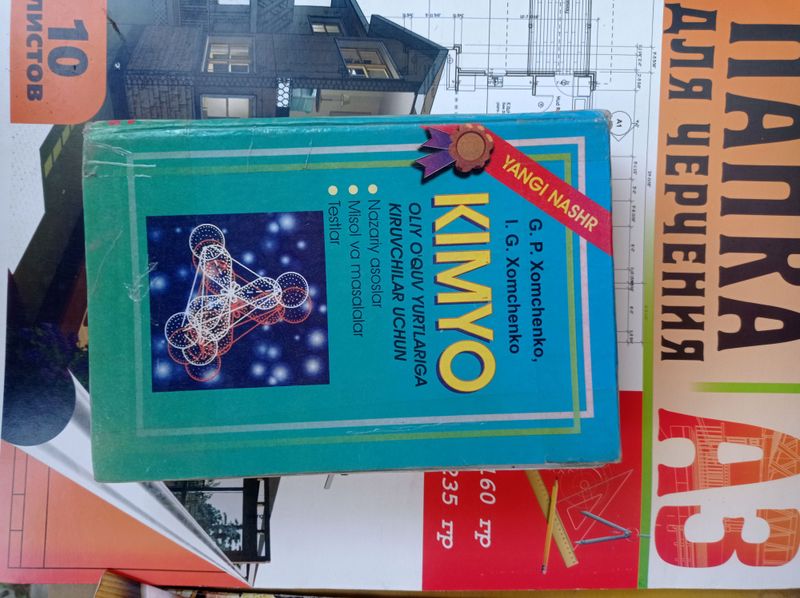 YANGI NASHR
G. P. Xomchenko,
I. G. Xomchenko
KIMYO
OLIY O'QUV YURTLARIGA
KIRUVCHILAR UCHUN
Nazariy asoslar
Misol va masalalar
Testlar
ПАПКА
ДЛЯ ЧЕРЧЕНИЯ
А3
10
ЛИСТОВ
160 гр
235 гр
A1